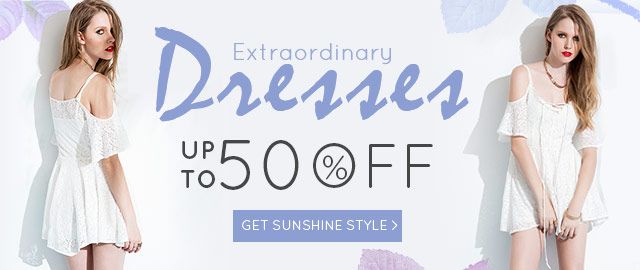 Extraordinary
Dresses
UP TO 50% OFF
GET SUNSHINE STYLE >